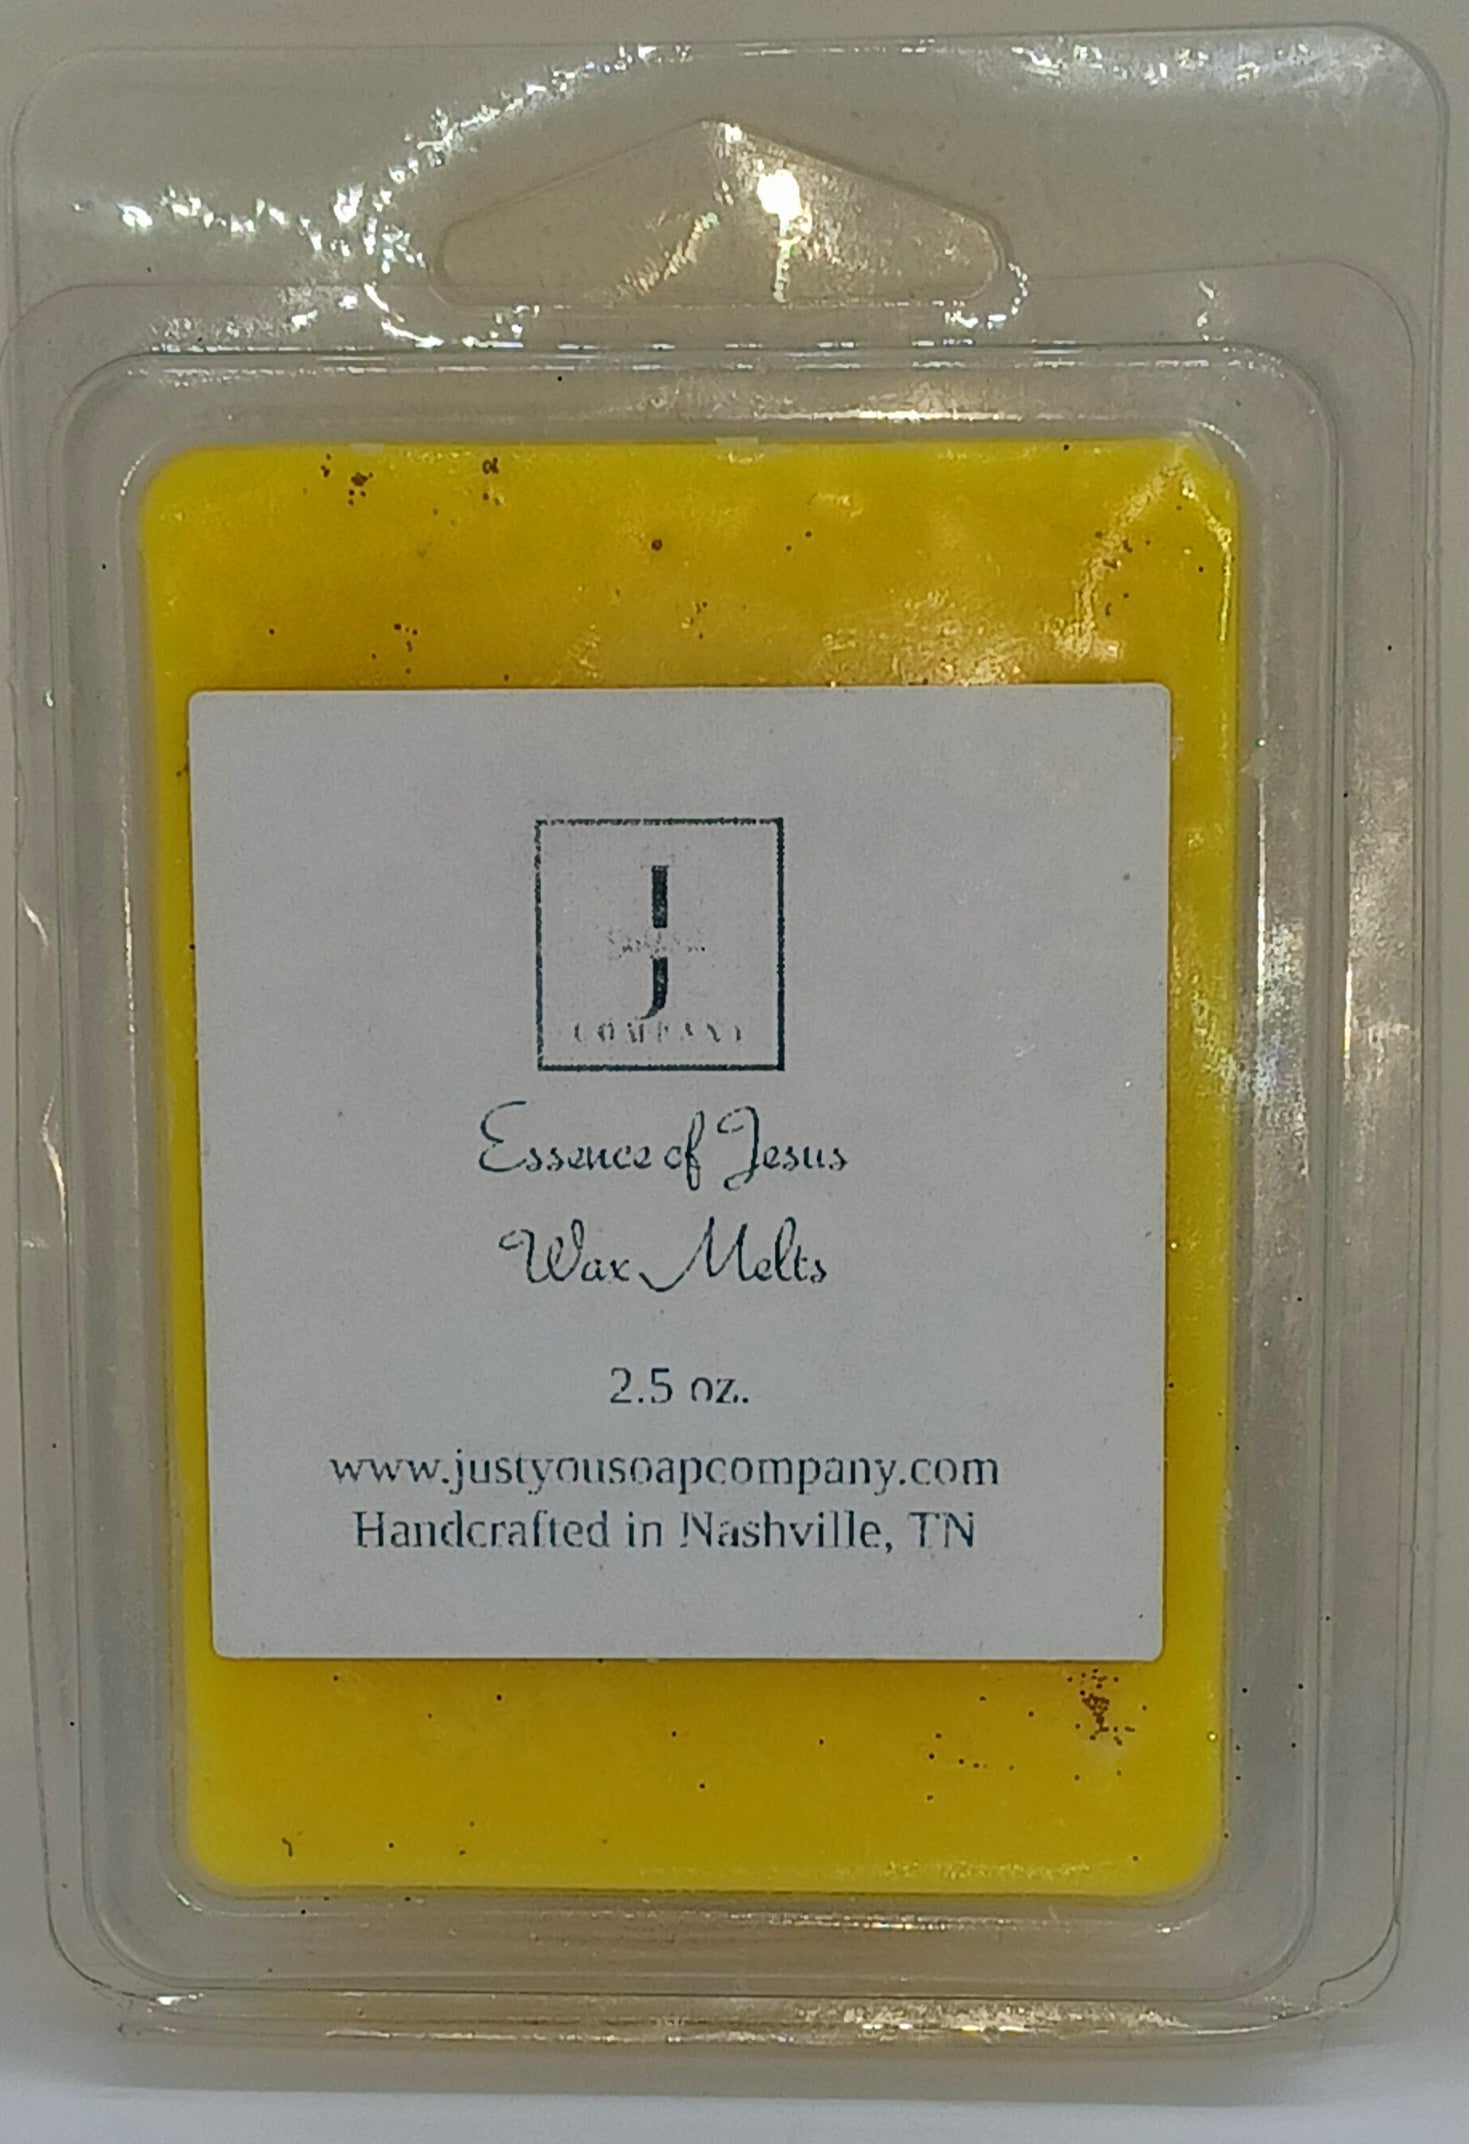 J
COMPANY
Essence of Jesus
Wax Melts
2.5 oz.
www.justyousoapcompany.com
Handcrafted in Nashville, TN